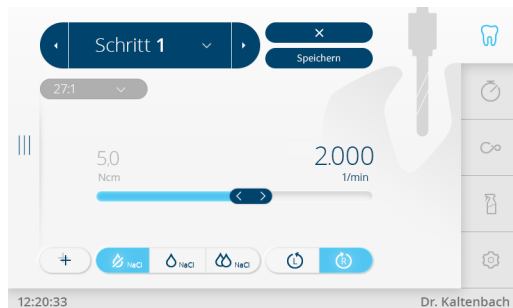 Schritt 1
Speichern
27:1
5,0
Ncm
2.000
1/min
NaCl
NaCl
NaCl
L
R
12:20:33
Dr. Kaltenbach